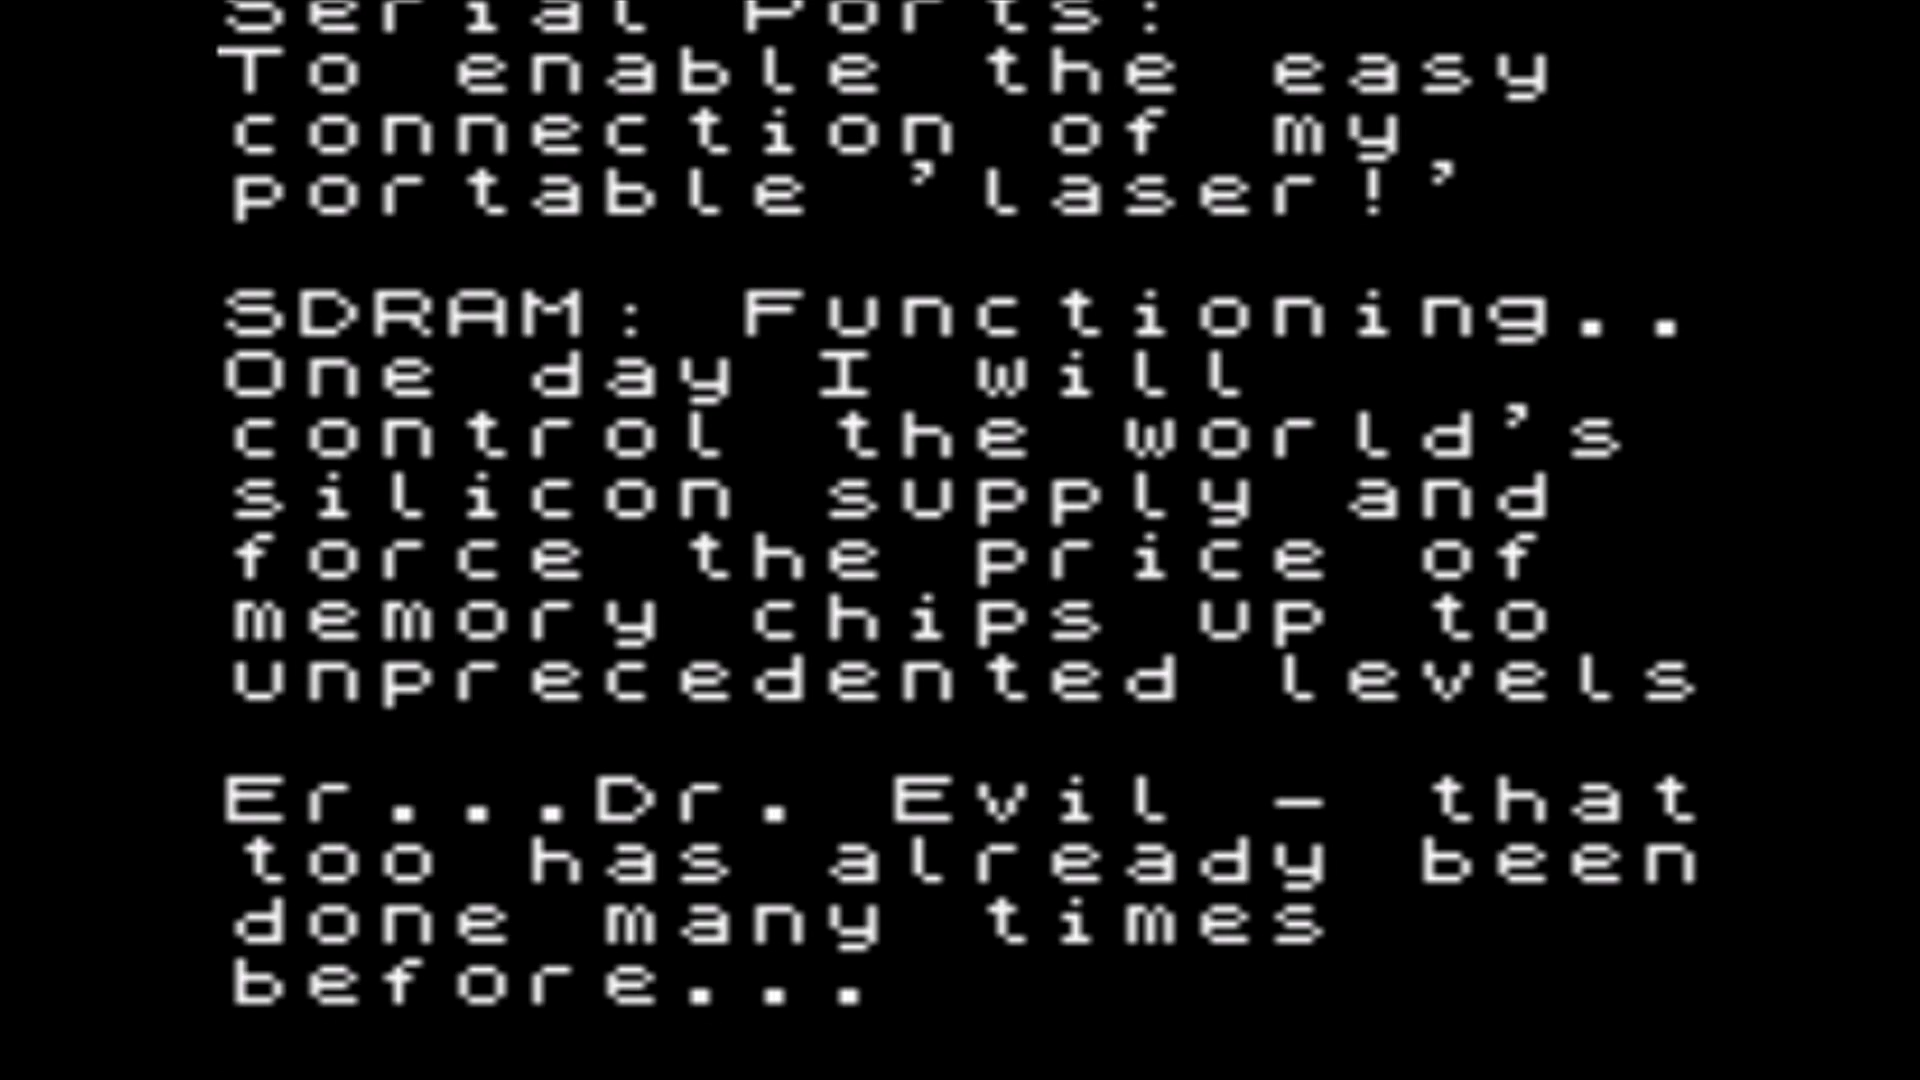 Serial Ports:
To enable the easy
connection of my
portable ’laser!’
SDRAM: Functioning..
One day I will
control the world’s
silicon supply and
force the price of
memory chips up to
unprecedented levels
Er...Dr. Evil – that
too has already been
done many times
before...